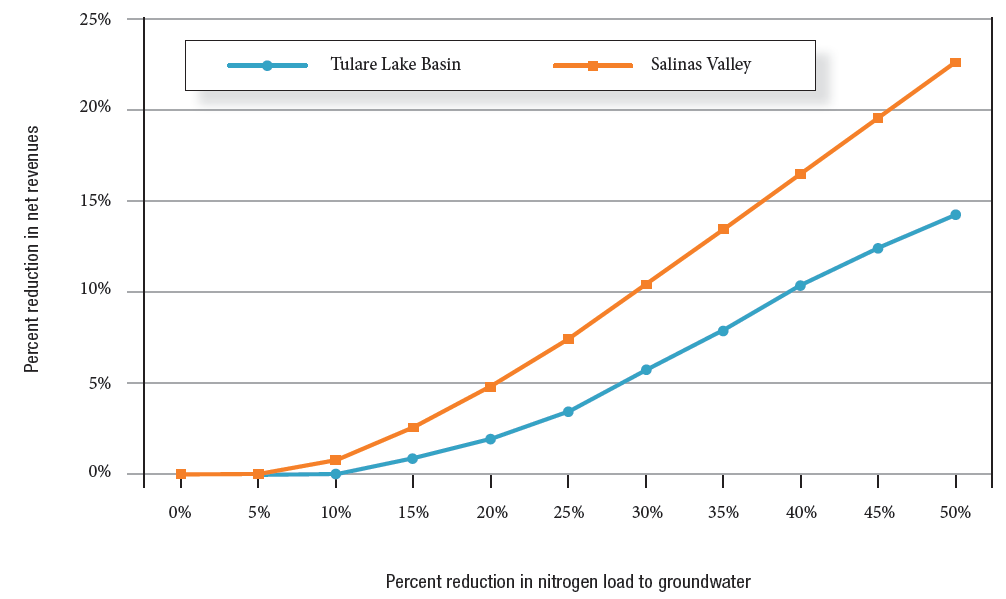 25%
Tulare Lake Basin
Salinas Valley
20%
15%
10%
5%
0%
Percent reduction in net revenues
0% 5% 10% 15% 20% 25% 30% 35% 40% 45% 50%
Percent reduction in nitrogen load to groundwater